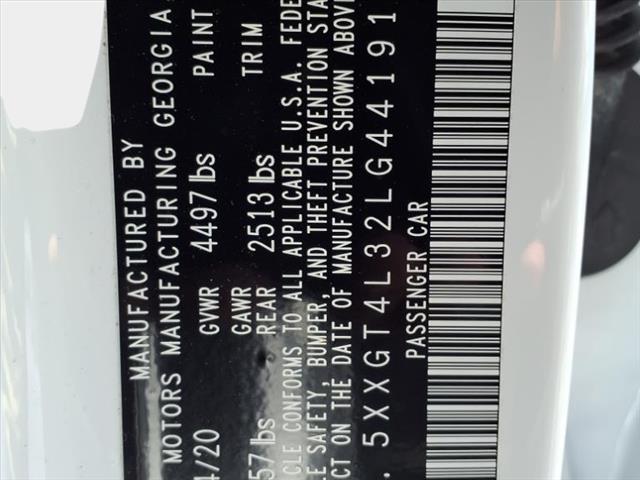 MANUFACTURED BY
MOTORS MANUFACTURING GEORGIA,
4/20 GVWR 4497 lbs PAINT
57 lbs GAWR REAR 2513 lbs TRIM
CLE CONFORMS TO ALL APPLICABLE U.S.A. FEDE
LE SAFETY, BUMPER, AND THEFT PREVENTION STA
CT ON THE DATE OF MANUFACTURE SHOWN ABOV
. 5XXGT4L32LG44191
PASSENGER CAR